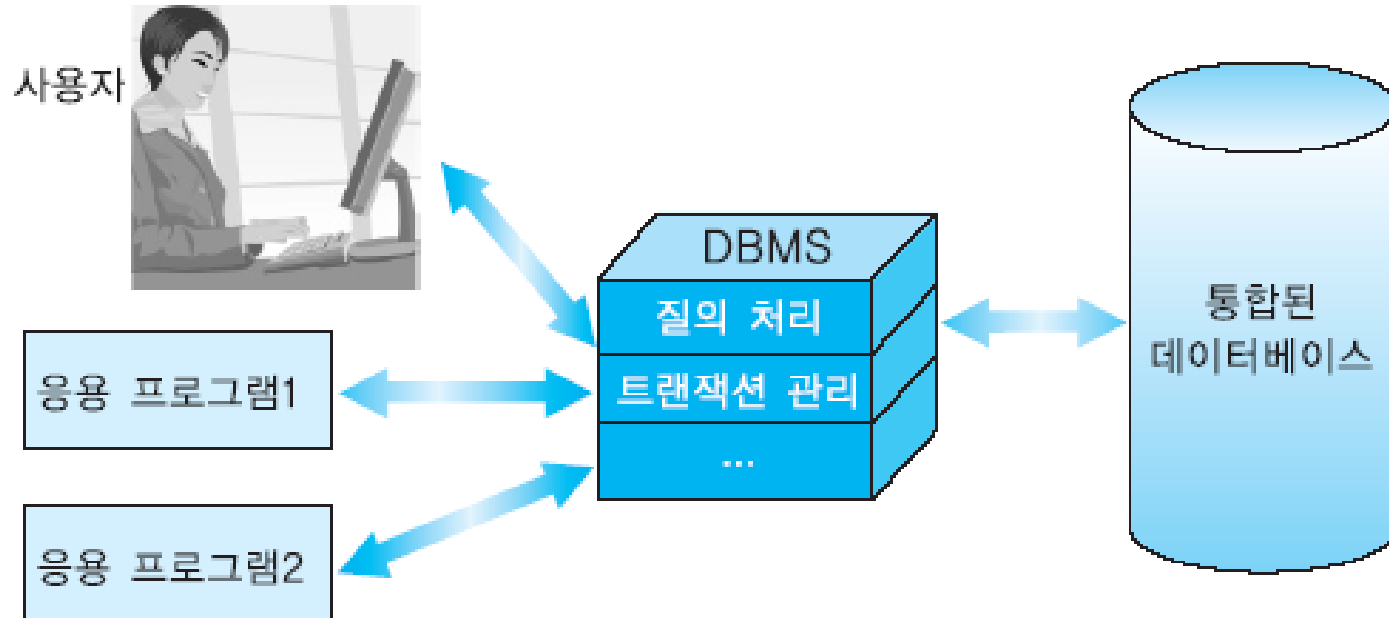 사용자
응용 프로그램1
응용 프로그램2
DBMS
질의 처리
트랜잭션 관리
...
통합된
데이터베이스